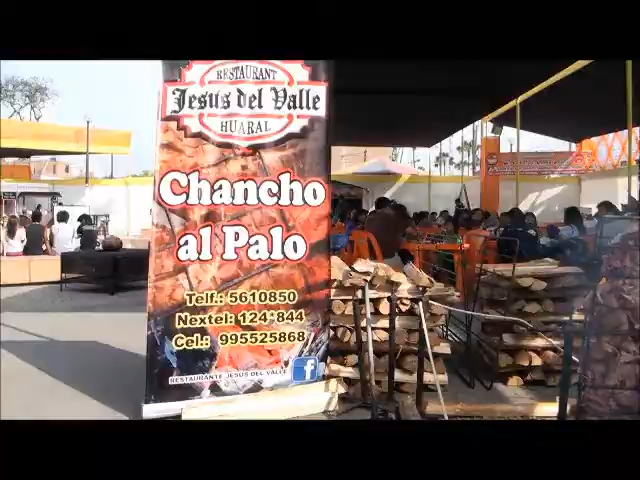 RESTAURANT
Jesus del Valle
HUARAL
Chancho
al Palo
Telf.: 5610850
Nextel: 124*844
Cel.: 995525868
RESTAURANTE JESUS DEL VALLE
f